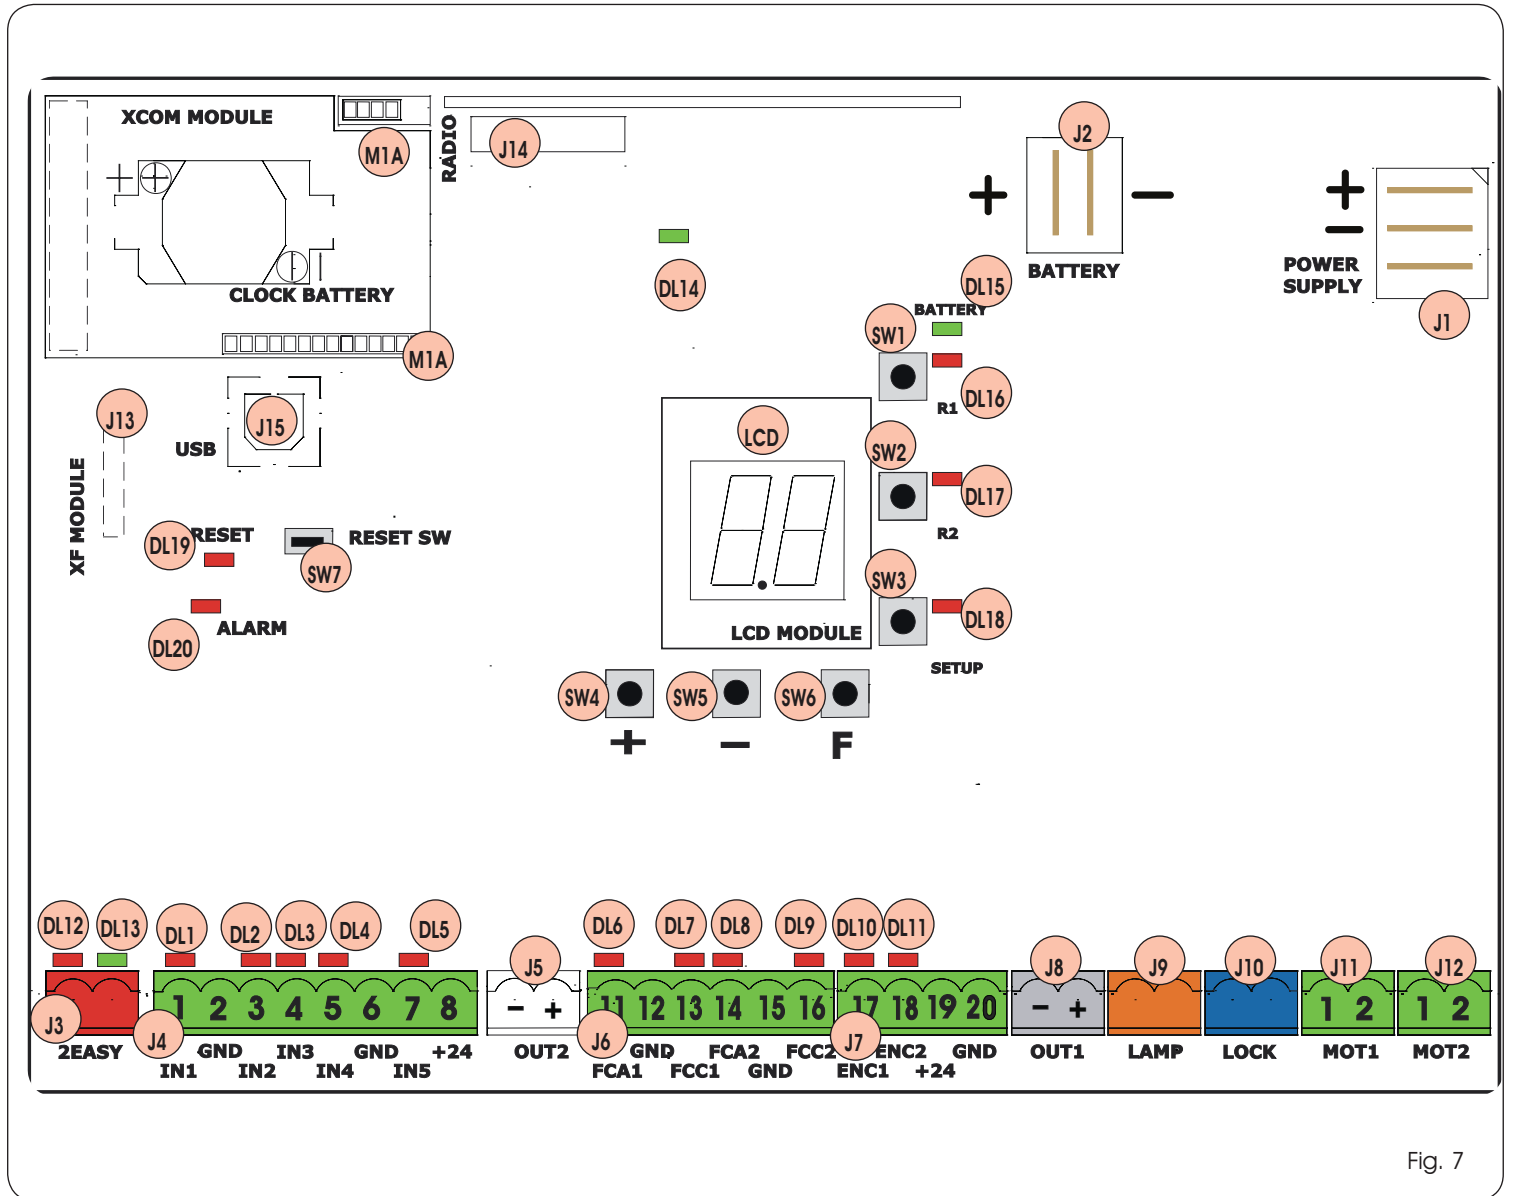 XCOM MODULE
M1A
RADIO
J14
J2
+ −
BATTERY
+
−
POWER
SUPPLY
J1
+
−
CLOCK BATTERY
M1A
DL14
DL15
BATTERY
SW1
R1
DL16
J13
XF MODULE
USB
J15
LCD
SW2
DL17
R2
DL19
RESET
RESET SW
SW7
DL20
ALARM
SW3
DL18
LCD MODULE
SETUP
SW4 SW5 SW6
+ − F
DL12 DL13 DL1 DL2 DL3 DL4 DL5 DL6 DL7 DL8 DL9 DL10 DL11
J5 J8 J9 J10 J11 J12
J3 J4 J6 J7
1 2 3 4 5 6 7 8
− +
11 12 13 14 15 16 17 18 19 20
− +
1 2
1 2
2EASY GND IN3 GND +24 OUT2 GND FCA2 FCC2 ENC2 GND OUT1 LAMP LOCK MOT1 MOT2
IN1 IN2 IN4 IN5 FCA1 FCC1 GND ENC1 +24
Fig. 7